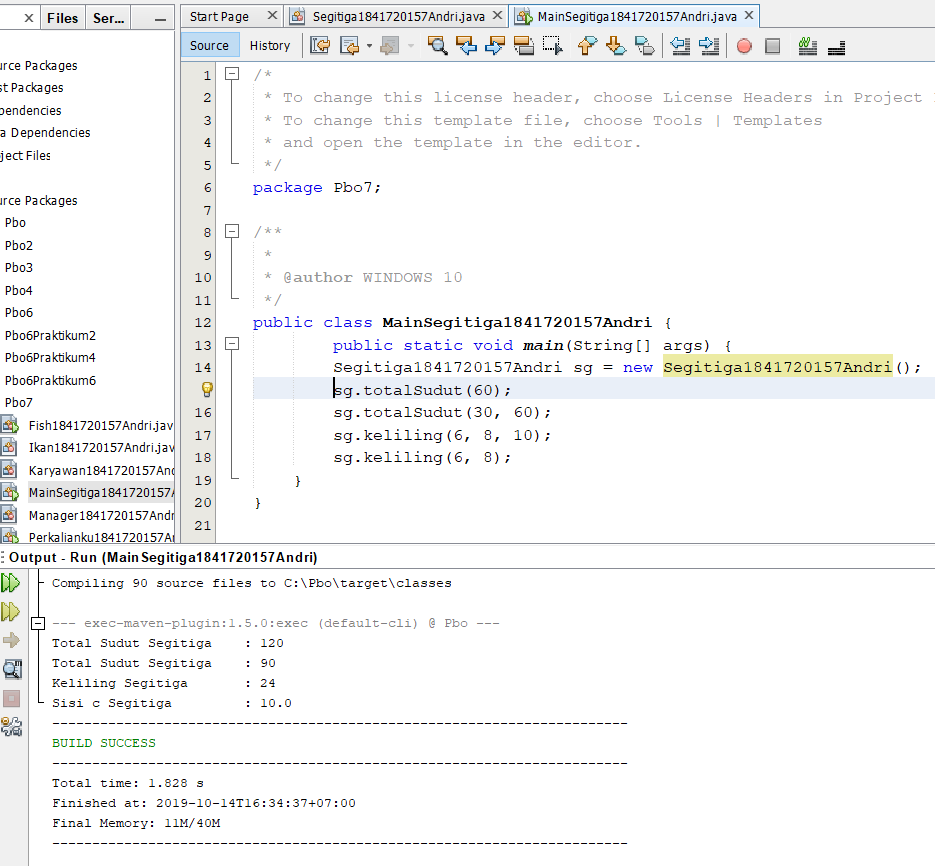 Files
Ser...
Start Page
Segitiga1841720157Andri.java
MainSegitiga1841720157Andri.java
Source
History
urce Packages
st Packages
pendencies
a Dependencies
ject Files
urce Packages
Pbo
Pbo2
Pbo3
Pbo4
Pbo6
Pbo6Praktikum2
Pbo6Praktikum4
Pbo6Praktikum6
Pbo7
Fish1841720157Andri.jav
Ikan1841720157Andri.jav
Karyawan1841720157And
MainSegitiga1841720157A
Manager1841720157Andr
Perkalianku1841720157An
1 /*
2 * To change this license header, choose License Headers in Project
3 * To change this template file, choose Tools | Templates
4 * and open the template in the editor.
5 */
6 package Pbo7;
7
8 /**
9 *
10 * @author WINDOWS 10
11 */
12 public class MainSegitiga1841720157Andri {
13 public static void main(String[] args) {
14 Segitiga1841720157Andri sg = new Segitiga1841720157Andri();
sg.totalSudut(60);
16 sg.totalSudut(30, 60);
17 sg.keliling(6, 8, 10);
18 sg.keliling(6, 8);
19 }
20 }
21
Output - Run (MainSegitiga1841720157Andri)
Compiling 90 source files to C:\Pbo\target\classes
--- exec-maven-plugin:1.5.0:exec (default-cli) @ Pbo ---
Total Sudut Segitiga : 120
Total Sudut Segitiga : 90
Keliling Segitiga : 24
Sisi c Segitiga : 10.0
------------------------------------------------------------------------
BUILD SUCCESS
------------------------------------------------------------------------
Total time: 1.828 s
Finished at: 2019-10-14T16:34:37+07:00
Final Memory: 11M/40M
------------------------------------------------------------------------